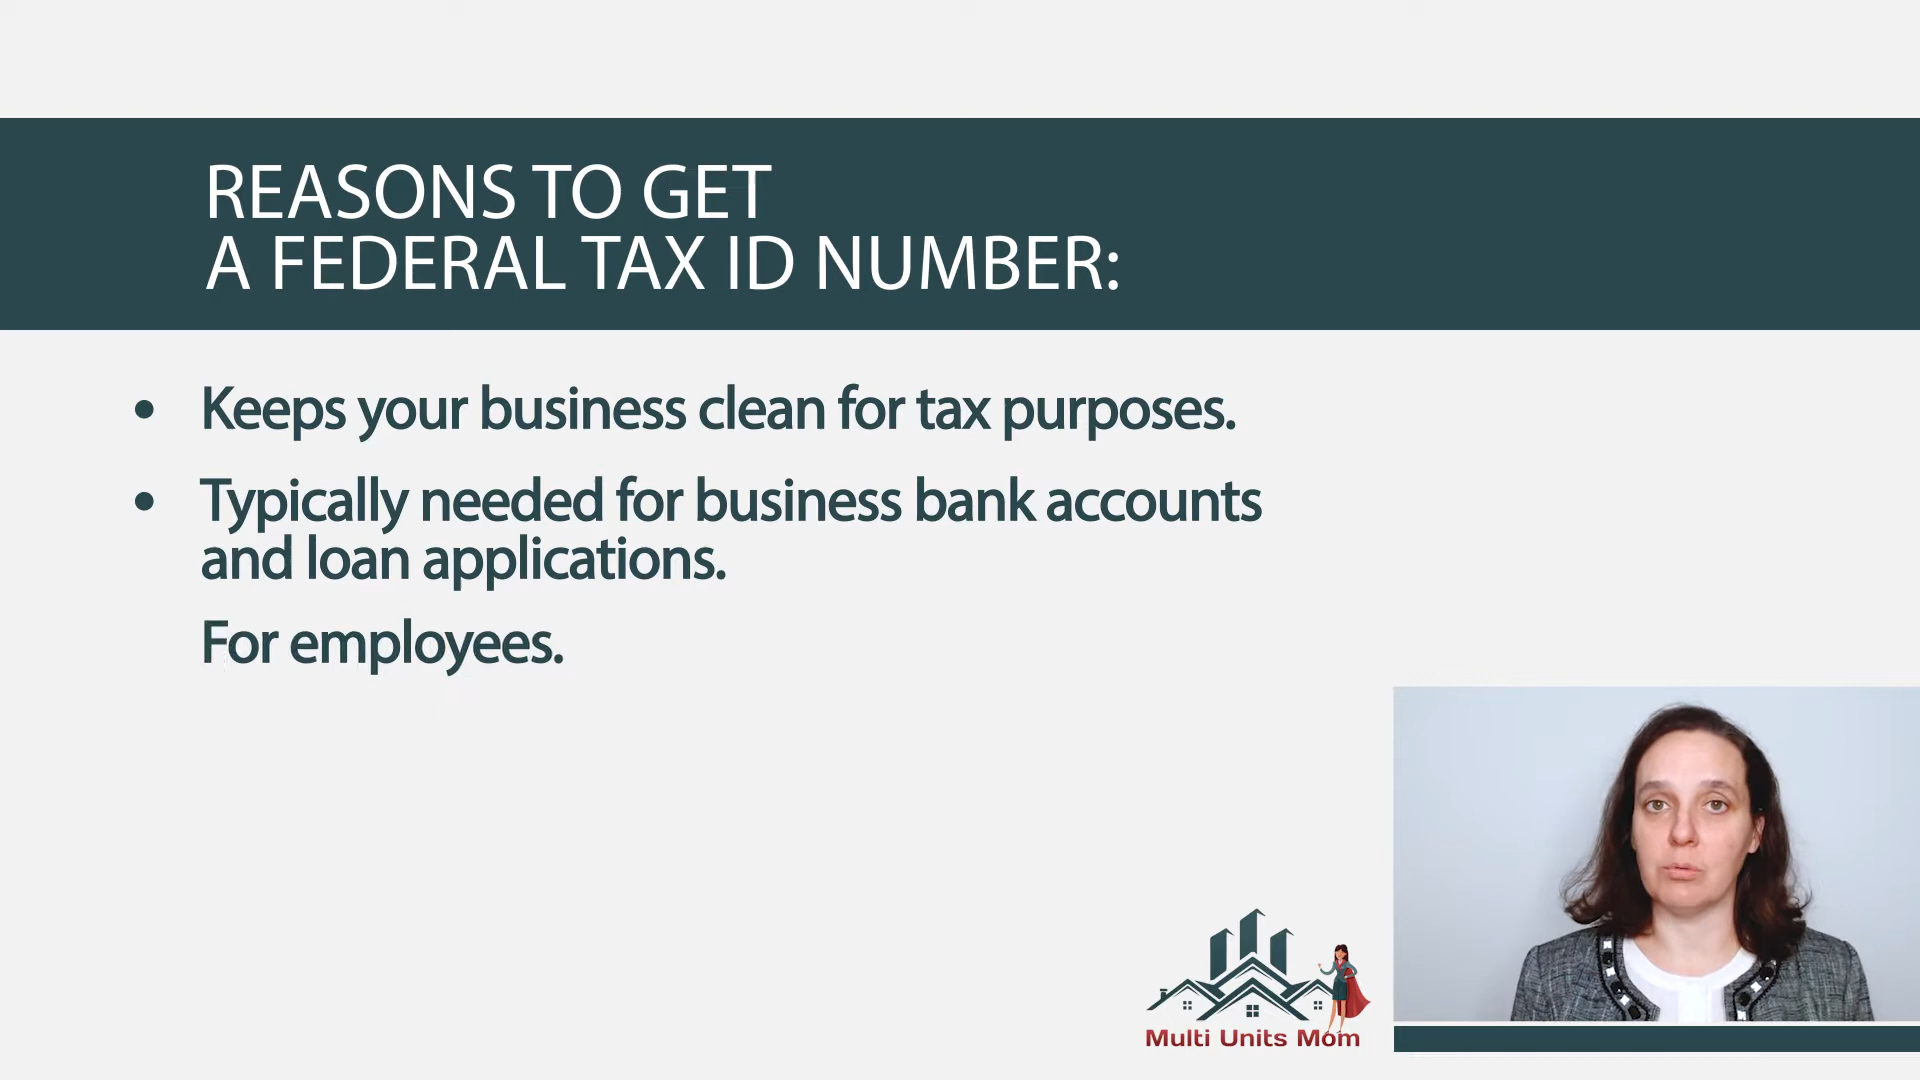 REASONS TO GET
A FEDERAL TAX ID NUMBER:
• Keeps your business clean for tax purposes.
• Typically needed for business bank accounts
and loan applications.
For employees.
Multi Units Mom